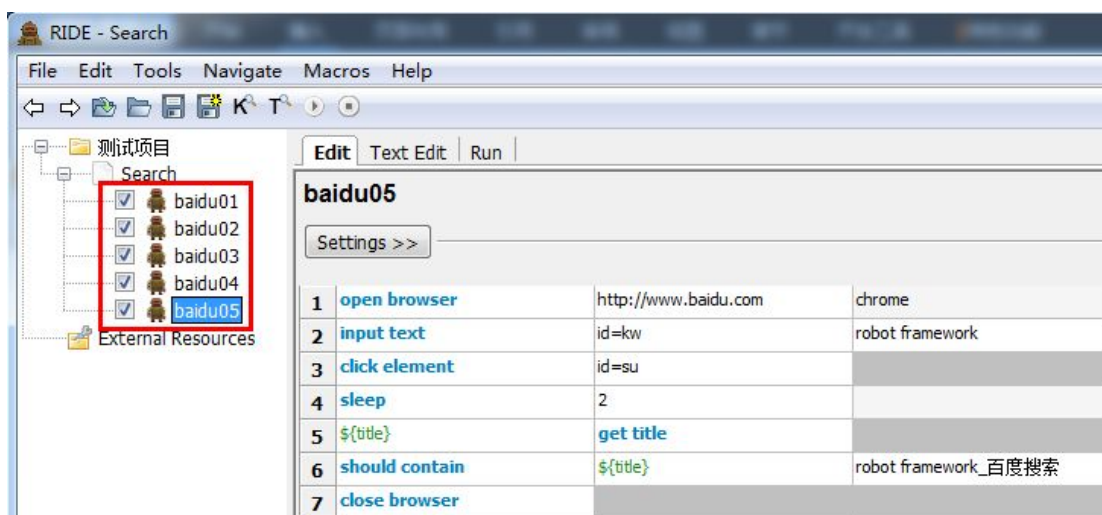 RIDE - Search
File Edit Tools Navigate Macros Help
测试项目
Search
baidu01
baidu02
baidu03
baidu04
baidu05
External Resources
Edit Text Edit Run
baidu05
Settings >>
1 open browser http://www.baidu.com chrome
2 input text id=kw robot framework
3 click element id=su
4 sleep 2
5 ${title} get title
6 should contain ${title} robot framework_百度搜索
7 close browser